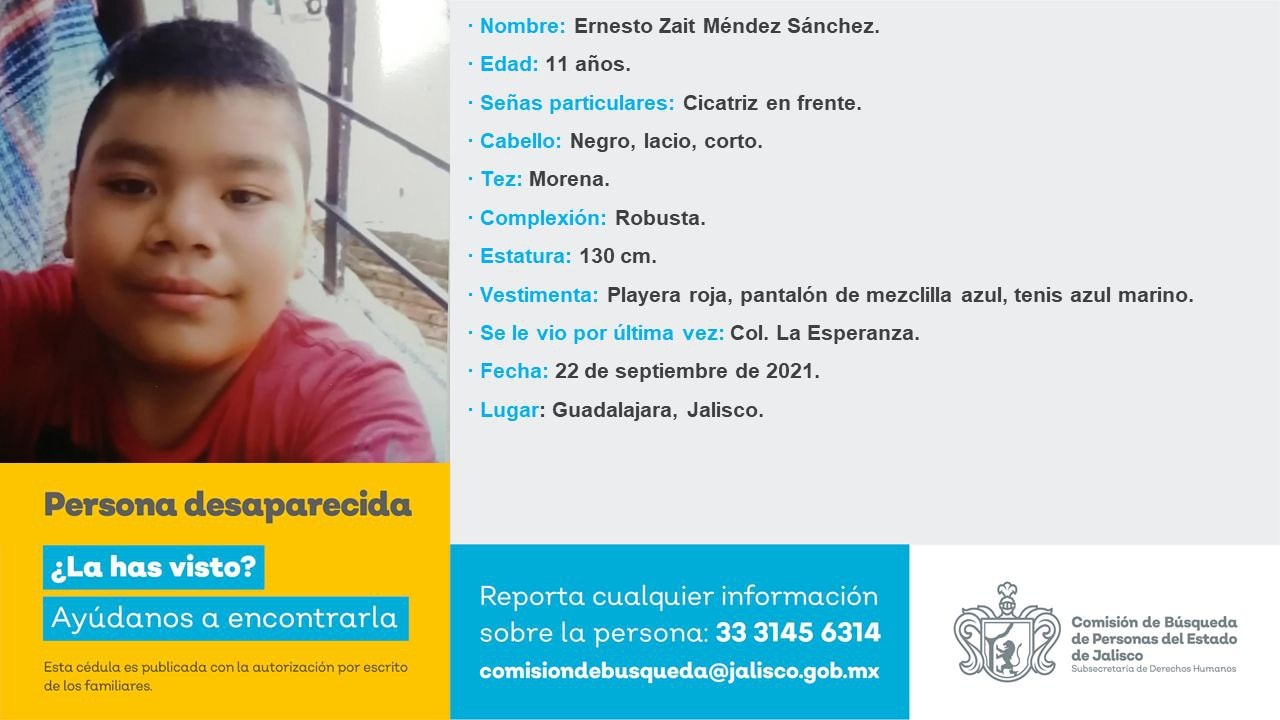 · Nombre: Ernesto Zait Méndez Sánchez.
· Edad: 11 años.
· Señas particulares: Cicatriz en frente.
· Cabello: Negro, lacio, corto.
· Tez: Morena.
· Complexión: Robusta.
· Estatura: 130 cm.
· Vestimenta: Playera roja, pantalón de mezclilla azul, tenis azul marino.
· Se le vio por última vez: Col. La Esperanza.
· Fecha: 22 de septiembre de 2021.
· Lugar: Guadalajara, Jalisco.
Persona desaparecida
¿La has visto?
Ayúdanos a encontrarla
Esta cédula es publicada con la autorización por escrito
de los familiares.
Reporta cualquier información
sobre la persona: 33 3145 6314
comisiondebusqueda@jalisco.gob.mx
Comisión de Búsqueda
de Personas del Estado
de Jalisco
Subsecretaría de Derechos Humanos